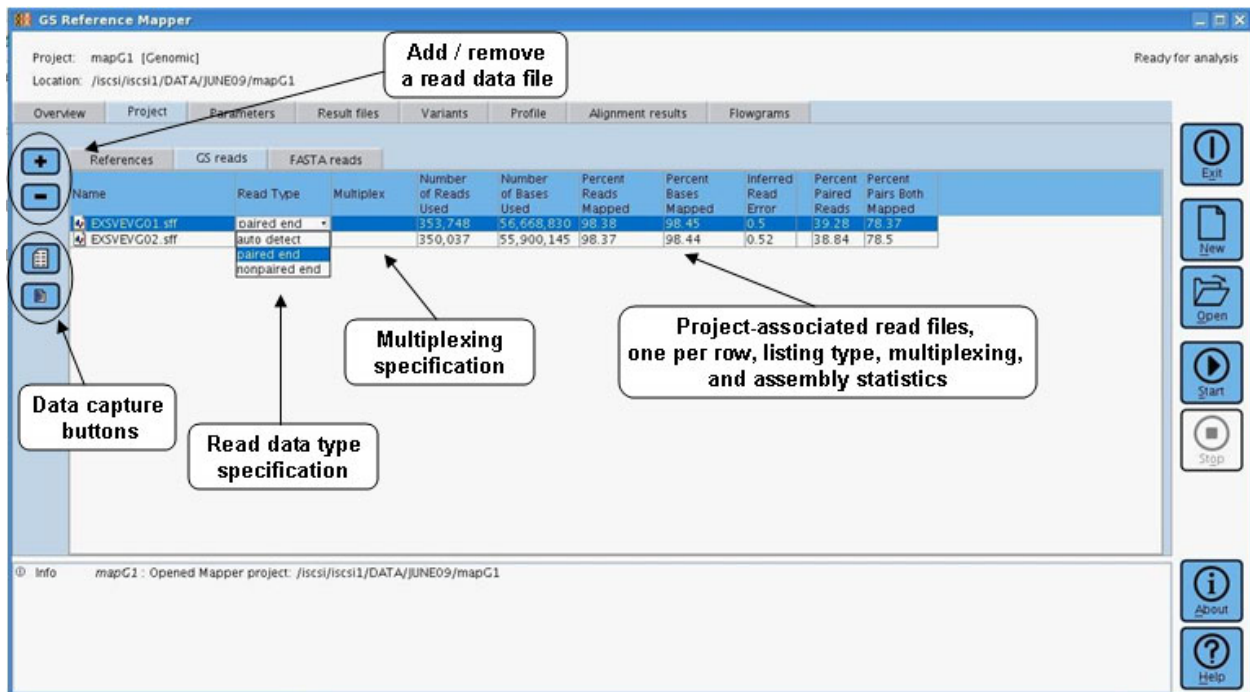 GS Reference Mapper
Project: mapG1 [Genomic]
Location: /iscsi/iscsi1/DATA/JUNE09/mapG1
Ready for analysis
Add / remove
a read data file
Overview Project Parameters Result files Variants Profile Alignment results Flowgrams
References GS reads FASTA reads
Name Read Type Multiplex Number of Reads Used Number of Bases Used Percent Reads Mapped Percent Bases Mapped Inferred Read Error Percent Paired Reads Percent Pairs Both Mapped
EXSVEVG01.sff paired end 353,748 56,668,830 98.38 98.45 0.5 39.28 78.37
EXSVEVG02.sff 350,037 55,900,145 98.37 98.44 0.52 38.84 78.5
auto detect
paired end
nonpaired end
Multiplexing
specification
Project-associated read files,
one per row, listing type, multiplexing,
and assembly statistics
Data capture
buttons
Read data type
specification
Exit
New
Open
Start
Stop
Info mapG1 : Opened Mapper project: /iscsi/iscsi1/DATA/JUNE09/mapG1
About
Help